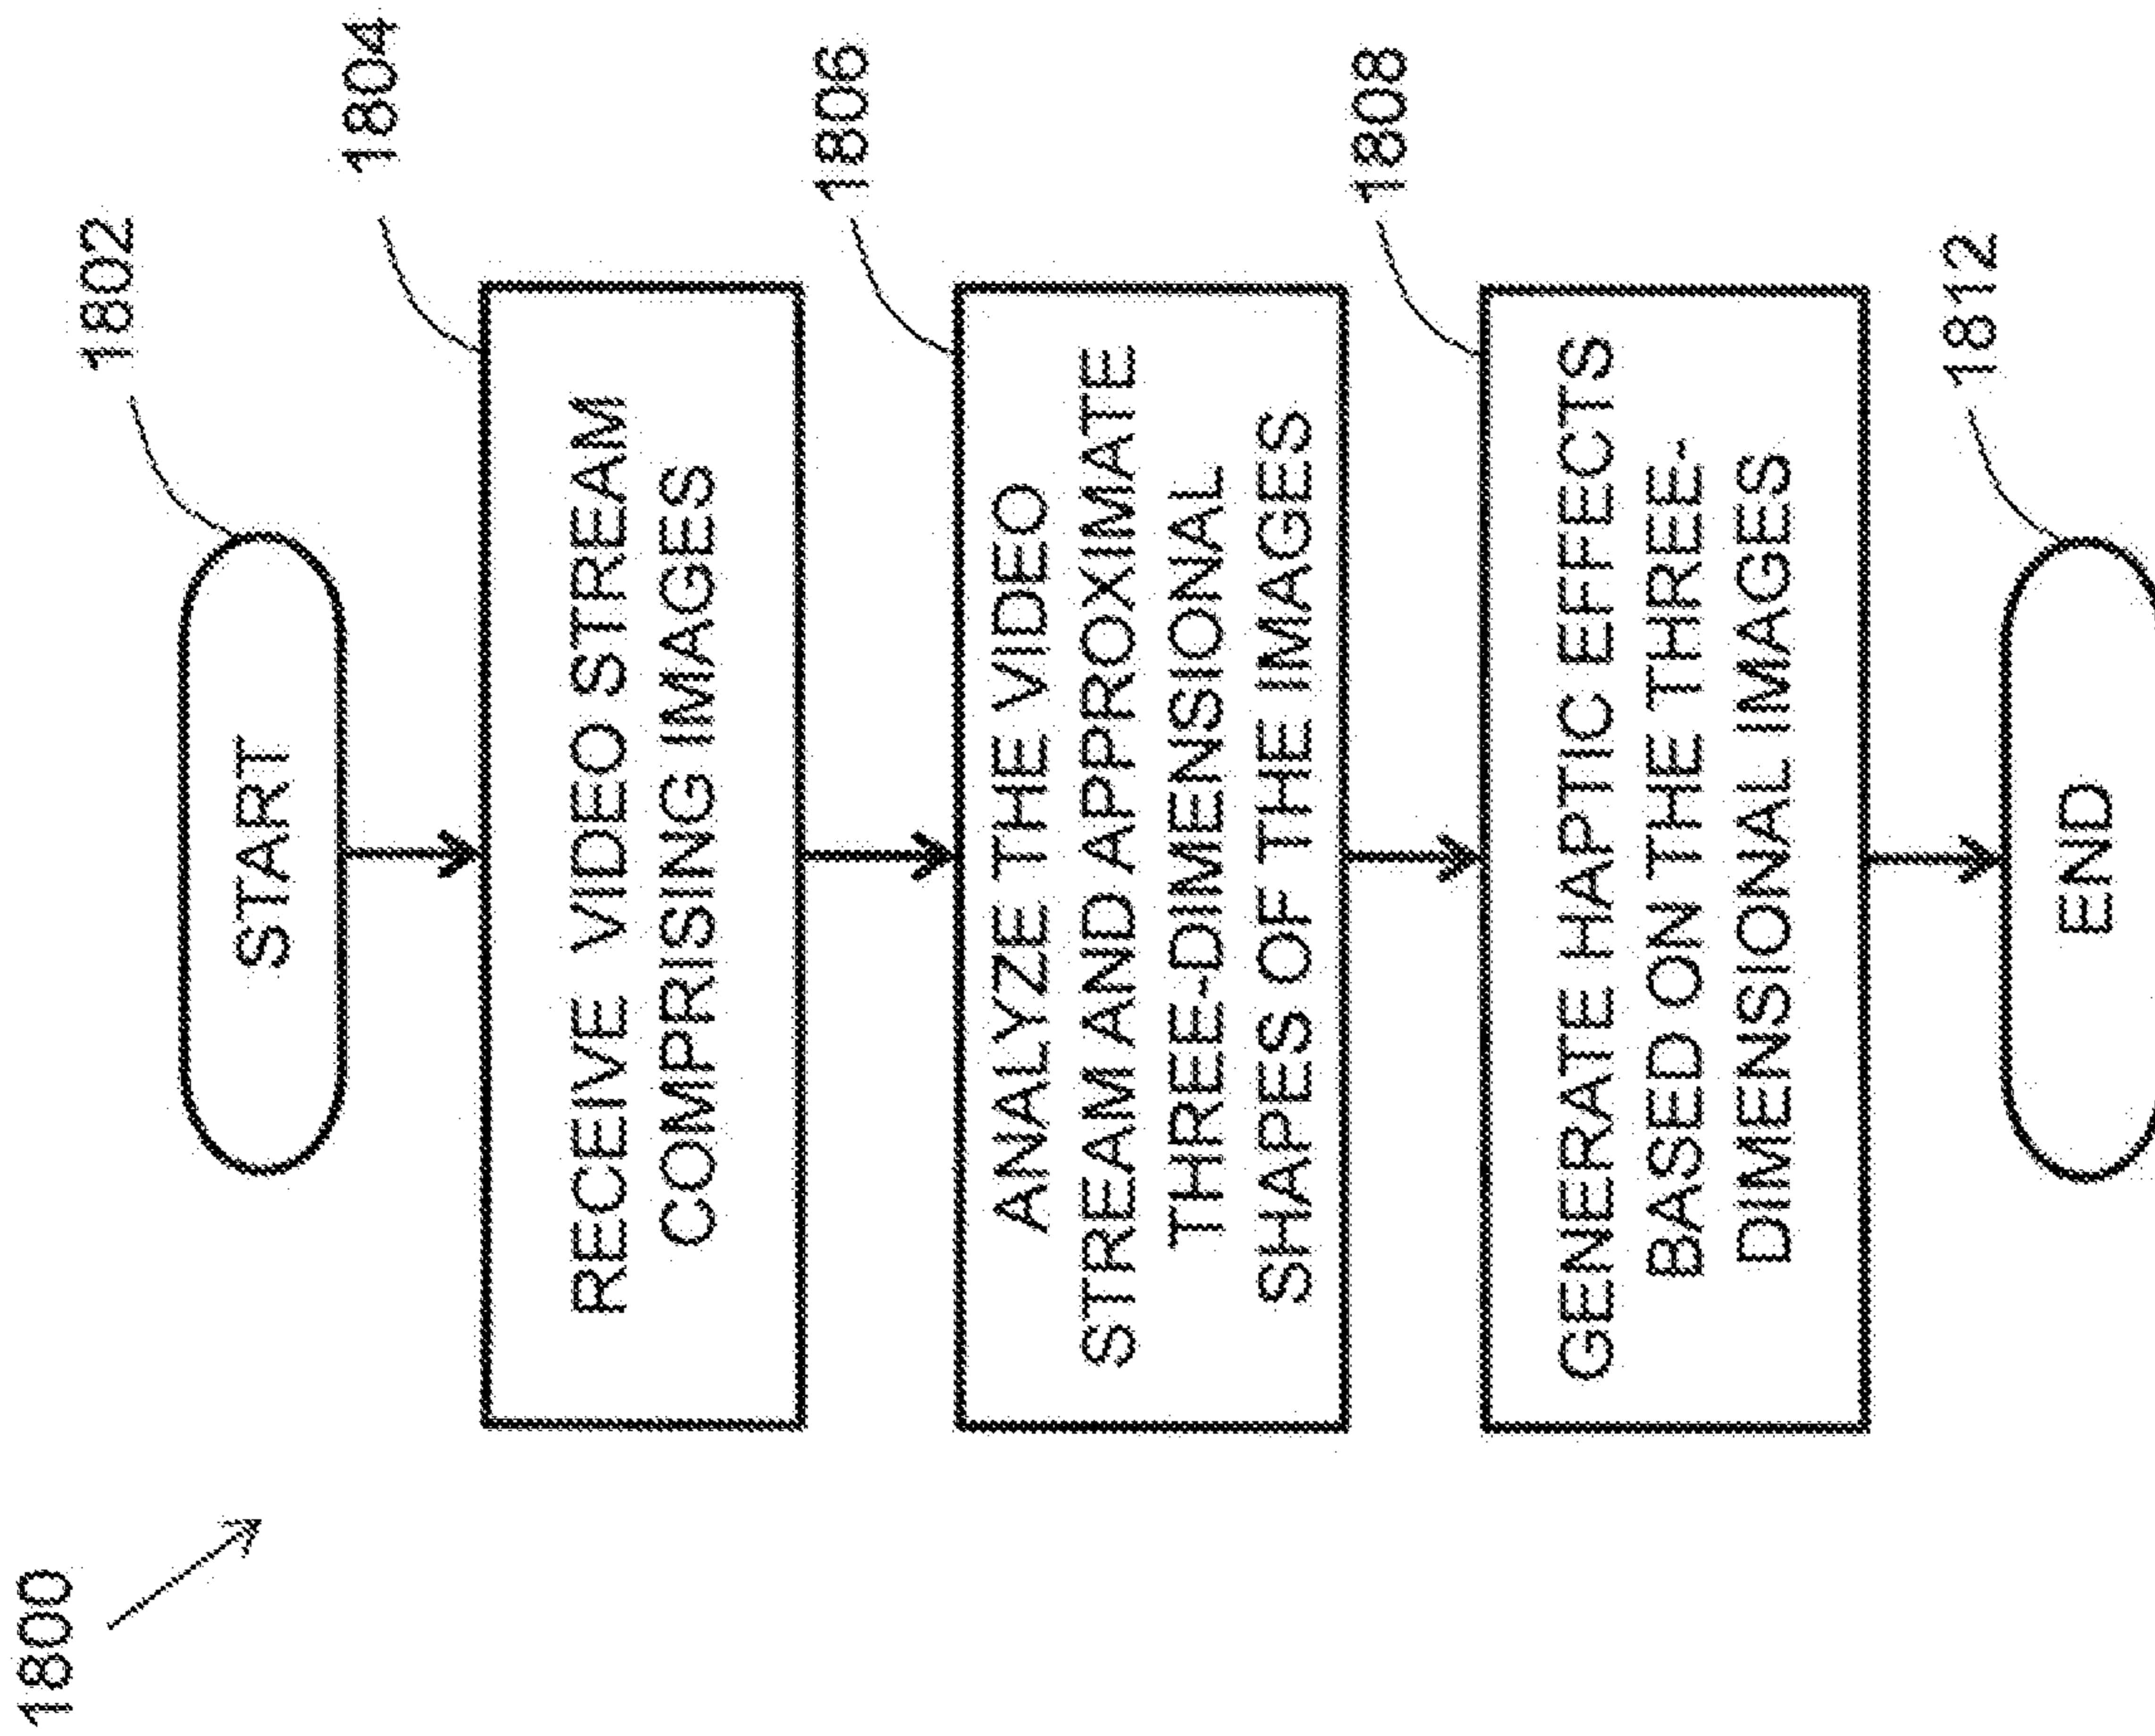 1800
1802
START
1804
RECEIVE VIDEO STREAM
COMPRISING IMAGES
1806
ANALYZE THE VIDEO
STREAM AND APPROXIMATE
THREE-DIMENSIONAL
SHAPES OF THE IMAGES
1808
GENERATE HAPTIC EFFECTS
BASED ON THE THREE-
DIMENSIONAL IMAGES
1812
END